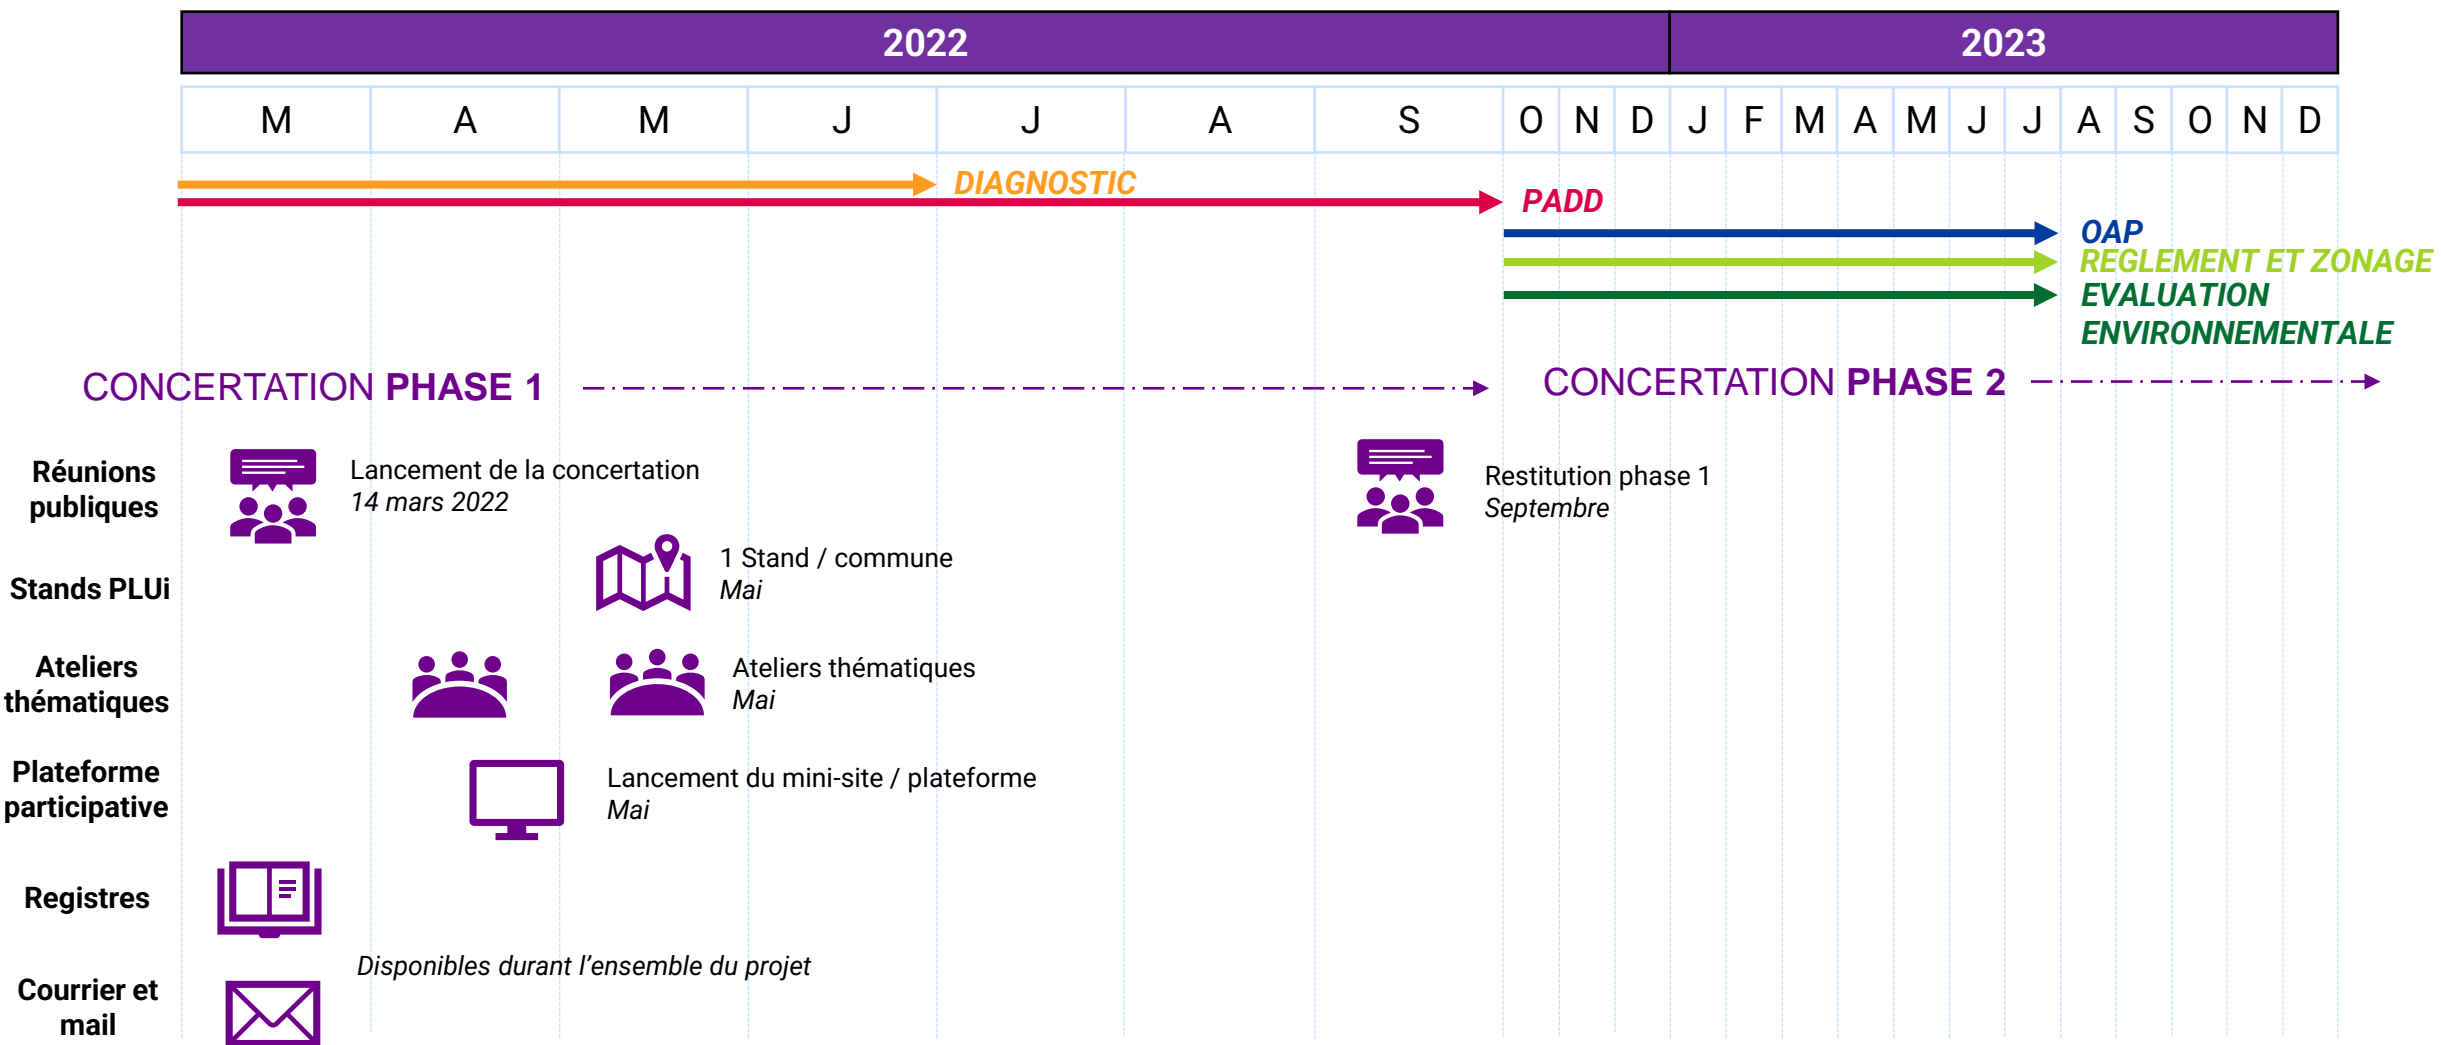 2022
2023
M A M J J A S O N D J F M A M J J A S O N D
DIAGNOSTIC
PADD
OAP
REGLEMENT ET ZONAGE
EVALUATION
ENVIRONNEMENTALE
CONCERTATION PHASE 1
CONCERTATION PHASE 2
Réunions
publiques
Lancement de la concertation
14 mars 2022
Restitution phase 1
Septembre
Stands PLUi
1 Stand / commune
Mai
Ateliers
thématiques
Ateliers thématiques
Mai
Plateforme
participative
Lancement du mini-site / plateforme
Mai
Registres
Disponibles durant l’ensemble du projet
Courrier et
mail